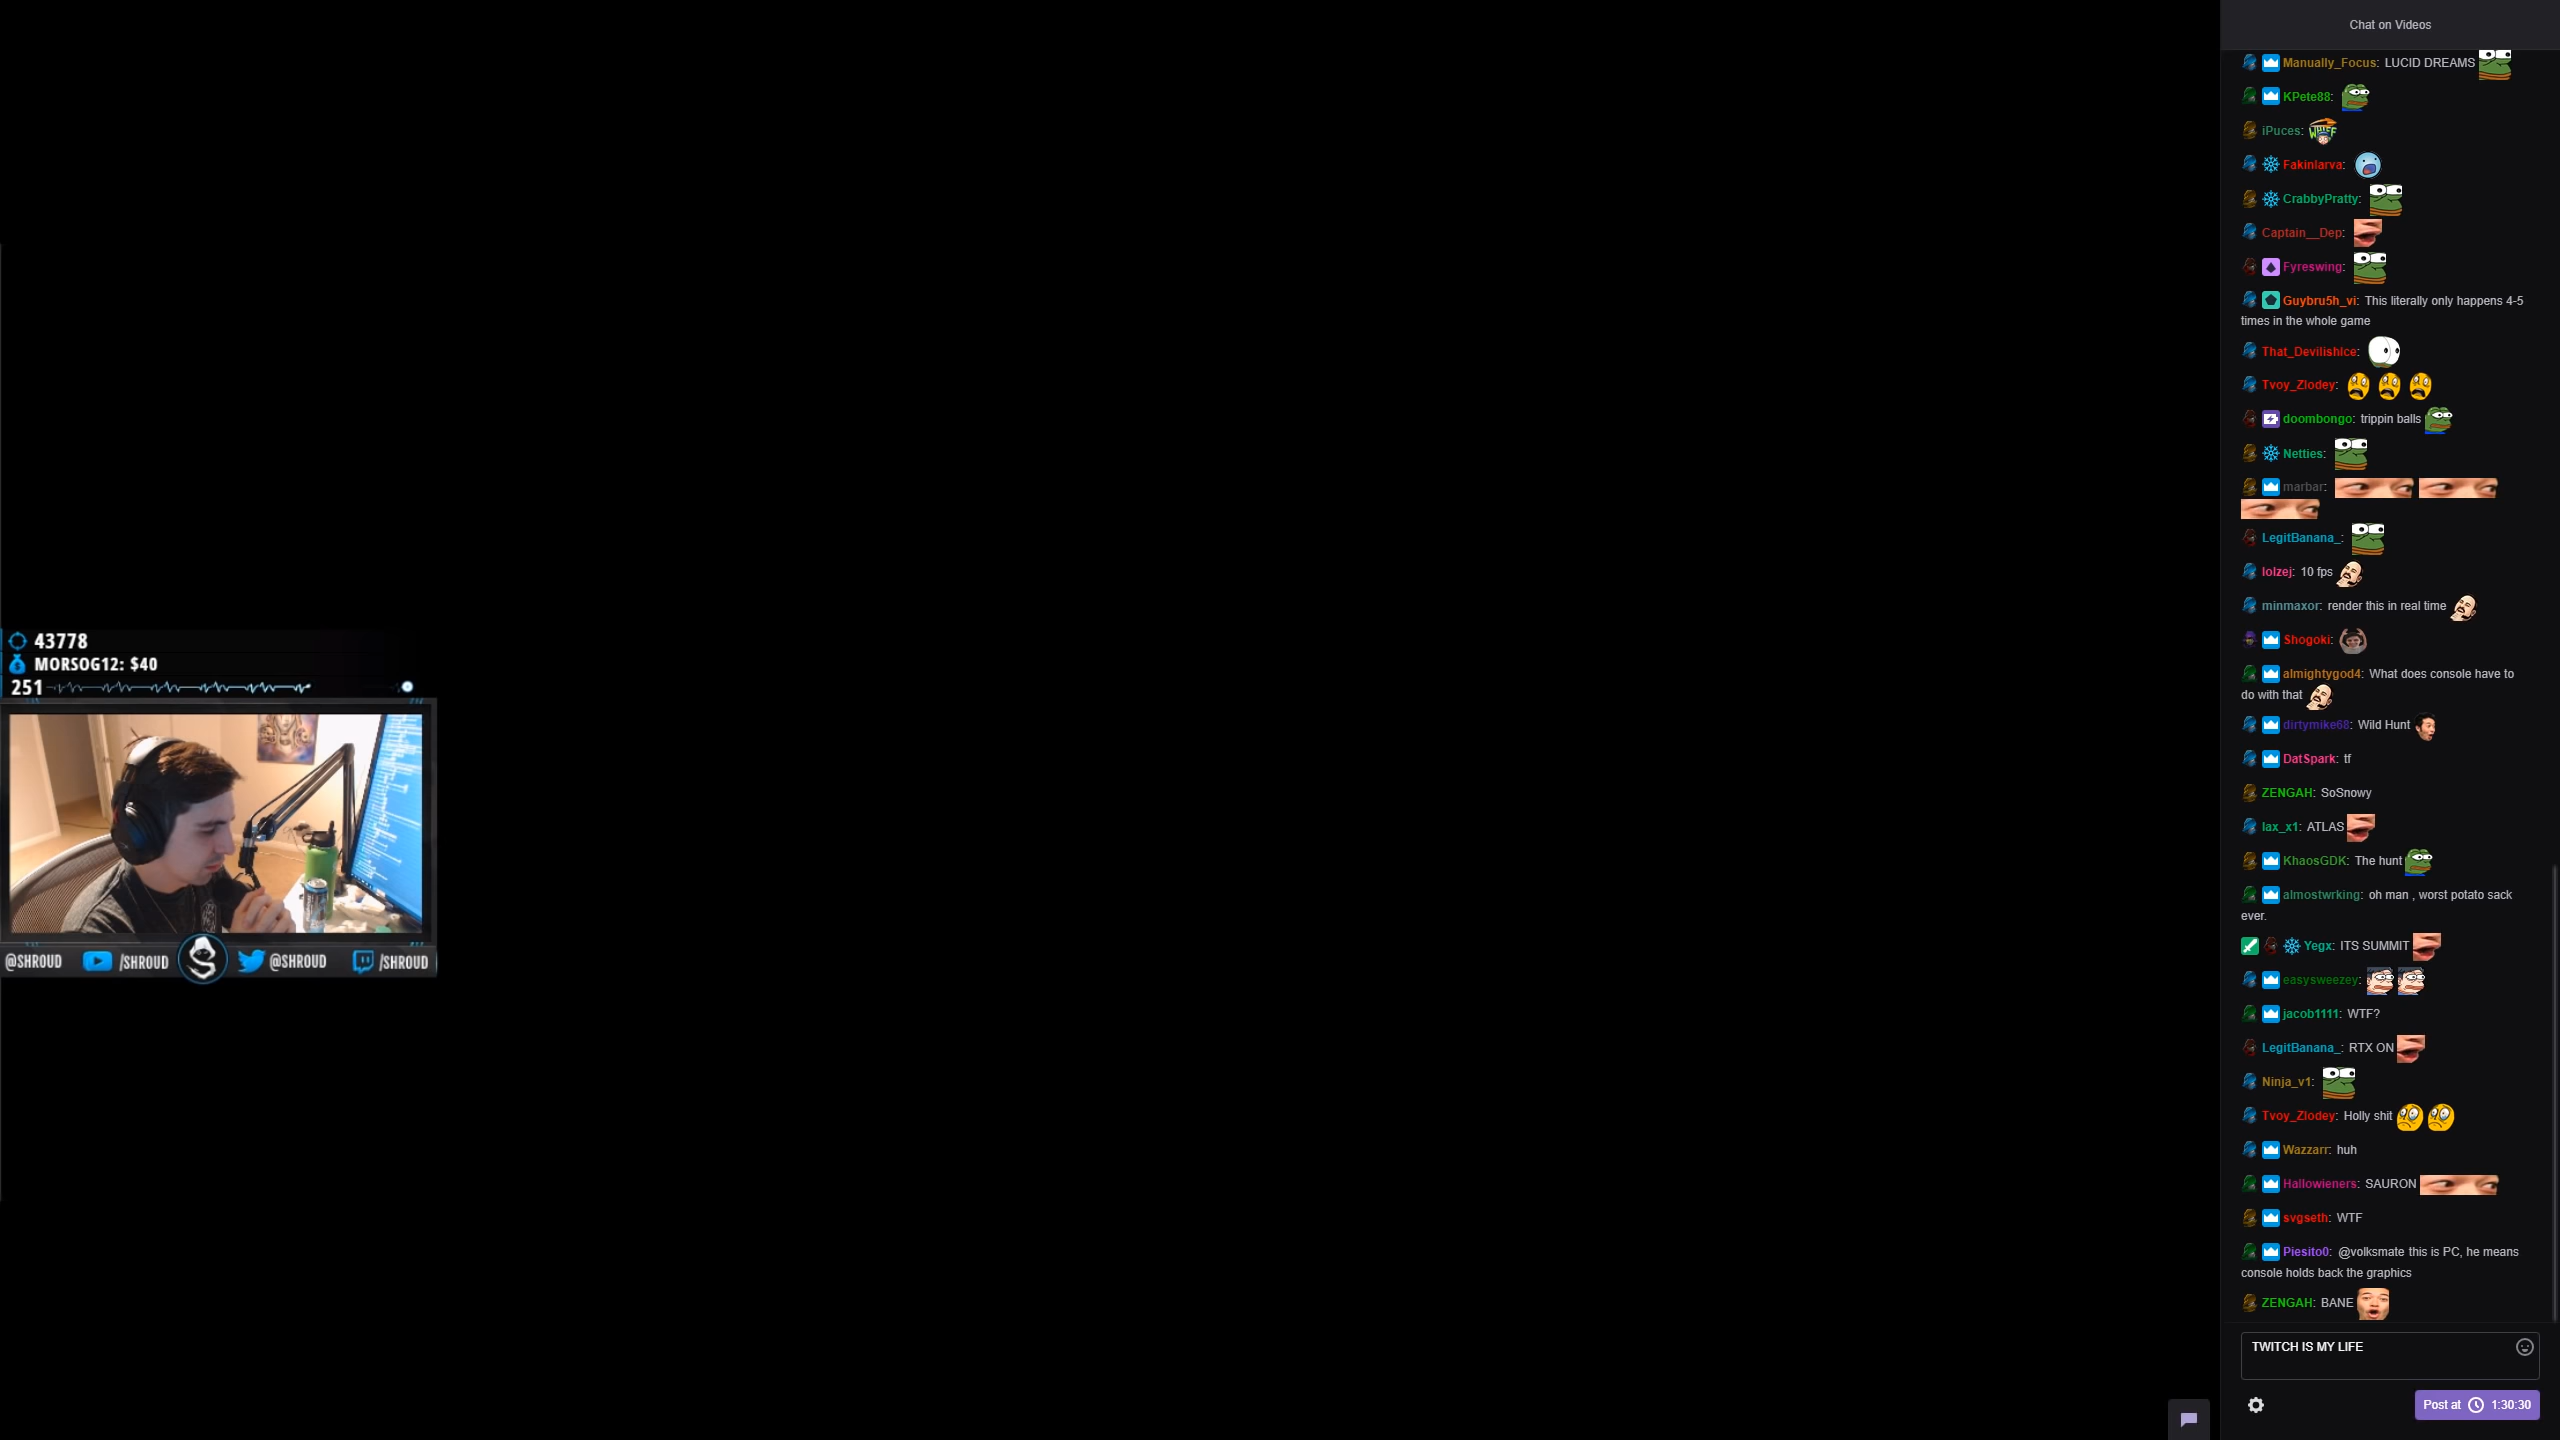 43778
MORSOG12: $40
251
@SHROUD /SHROUD @SHROUD /SHROUD
Chat on Videos
Manually_Focus: LUCID DREAMS
KPete88:
iPuces: WHIFF
Fakinlarva:
CrabbyPratty:
Captain__Dep:
Fyreswing:
Guybru5h_vi: This literally only happens 4-5
times in the whole game
That_DevilishIce:
Tvoy_Zlodey:
doombongo: trippin balls
Netties:
marbar:
LegitBanana_:
lolzej: 10 fps
minmaxor: render this in real time
Shogoki:
almightygod4: What does console have to
do with that
dirtymike68: Wild Hunt
DatSpark: tf
ZENGAH: SoSnowy
lax_x1: ATLAS
KhaosGDK: The hunt
almostwrking: oh man , worst potato sack
ever.
Yegx: ITS SUMMIT
easysweezey:
jacob1111: WTF?
LegitBanana_: RTX ON
Ninja_v1:
Tvoy_Zlodey: Holly shit
Wazzarr: huh
Hallowieners: SAURON
svgseth: WTF
Piesito0: @volksmate this is PC, he means
console holds back the graphics
ZENGAH: BANE
TWITCH IS MY LIFE
Post at 1:30:30